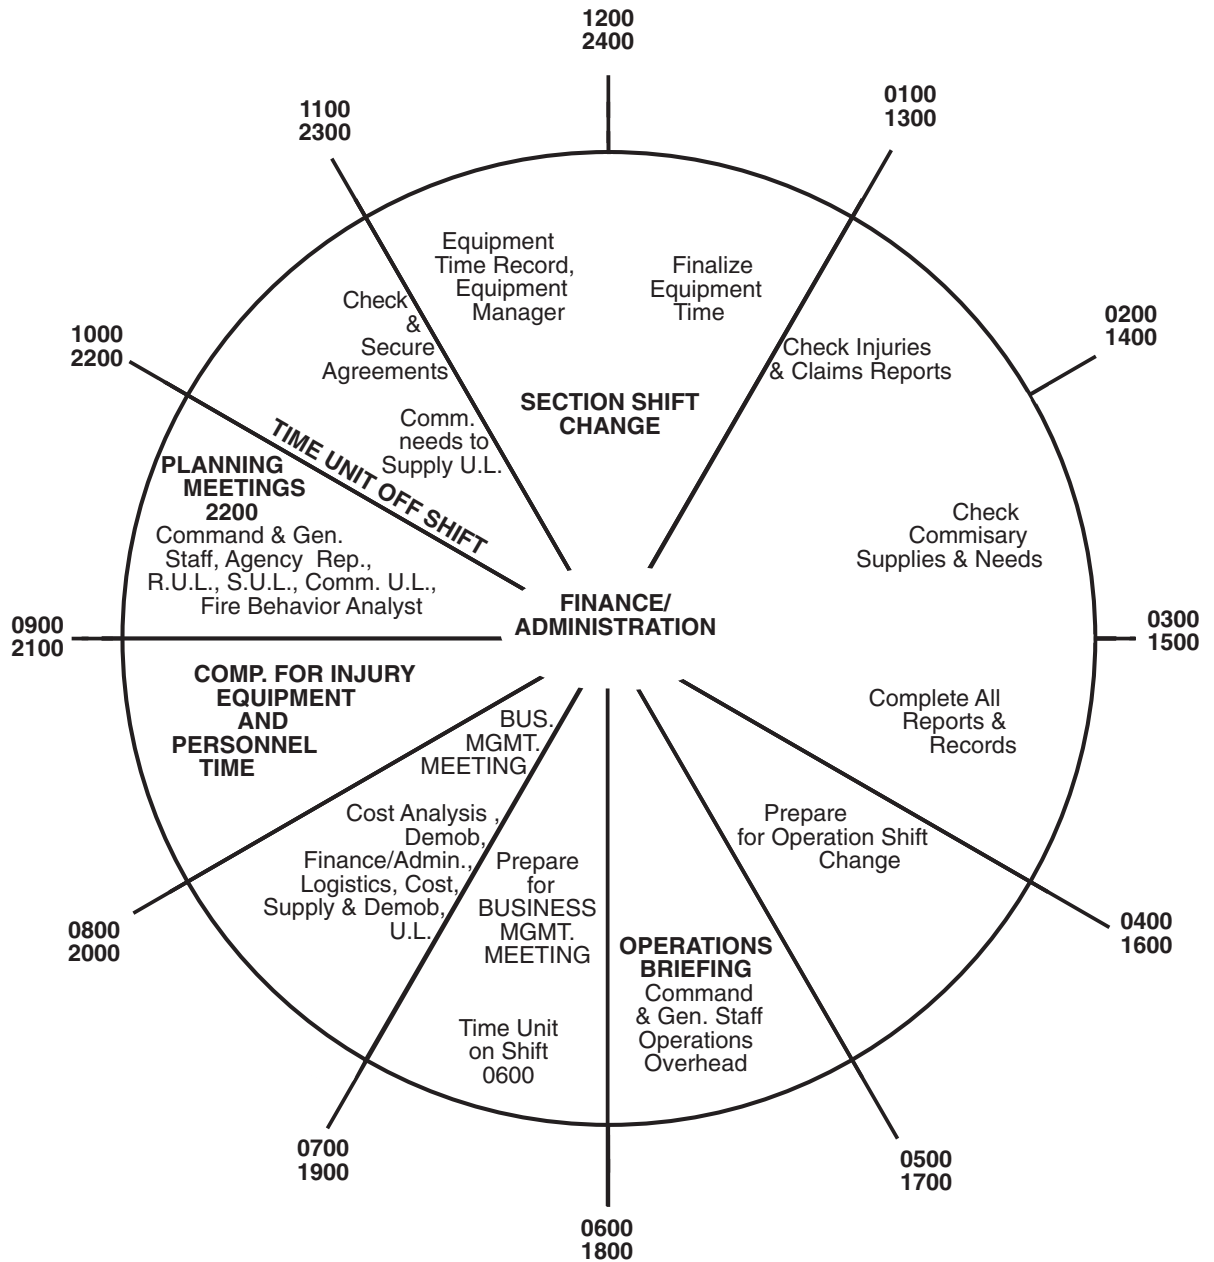 1200
2400
0100
1300
0200
1400
0300
1500
0400
1600
0500
1700
0600
1800
0700
1900
0800
2000
0900
2100
1000
2200
1100
2300
Equipment
Time Record,
Equipment
Manager
Finalize
Equipment
Time
SECTION SHIFT
CHANGE
Check Injuries
& Claims Reports
Check
Commisary
Supplies & Needs
Complete All
Reports &
Records
Prepare
for Operation Shift
Change
OPERATIONS
BRIEFING
Command
& Gen. Staff
Operations
Overhead
Prepare
for
BUSINESS
MGMT.
MEETING
Time Unit
on Shift
0600
BUS.
MGMT.
MEETING
Cost Analysis ,
Demob,
Finance/Admin.,
Logistics, Cost,
Supply & Demob,
U.L.
COMP. FOR INJURY
EQUIPMENT
AND
PERSONNEL
TIME
PLANNING
MEETINGS
2200
Command & Gen.
Staff, Agency Rep.,
R.U.L., S.U.L., Comm. U.L.,
Fire Behavior Analyst
TIME UNIT OFF SHIFT
Check
&
Secure
Agreements
Comm.
needs to
Supply U.L.
FINANCE/
ADMINISTRATION